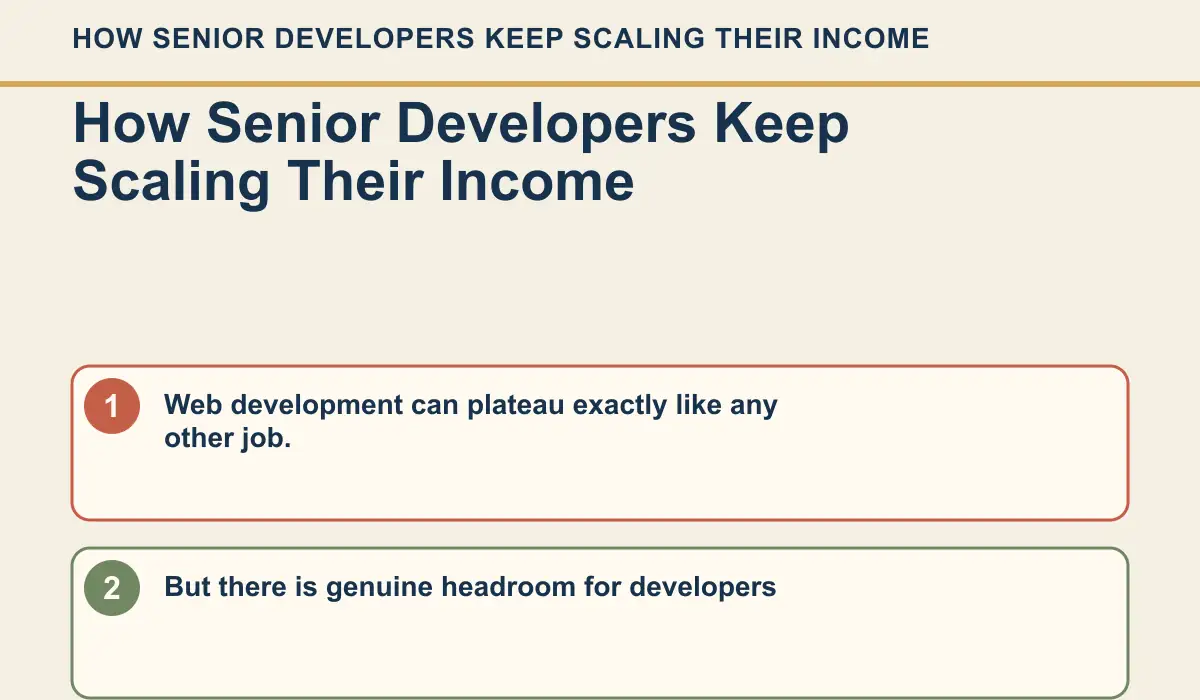 HOW SENIOR DEVELOPERS KEEP SCALING THEIR INCOME
How Senior Developers Keep
Scaling Their Income
1
Web development can plateau exactly like any
other job.
2
But there is genuine headroom for developers